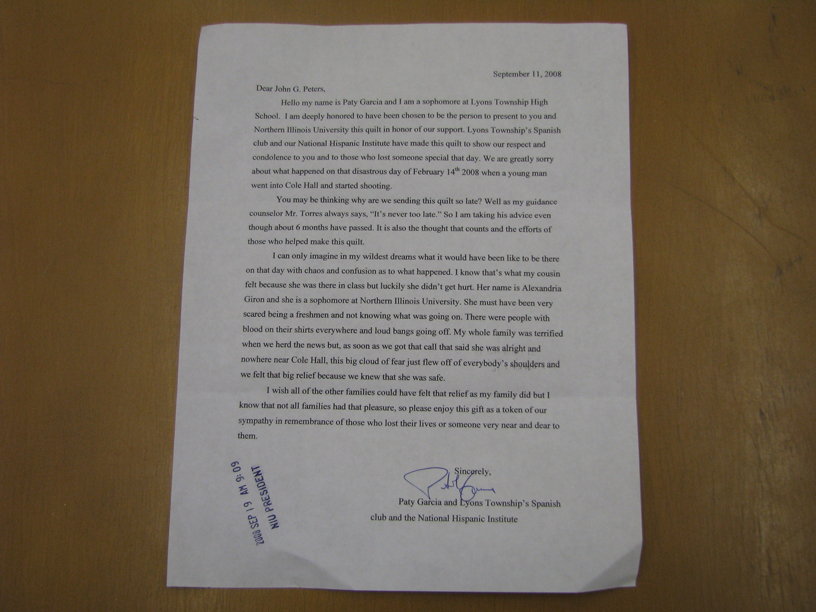 September 11, 2008
Dear John G. Peters,
Hello my name is Paty Garcia and I am a sophomore at Lyons Township High
School. I am deeply honored to have been chosen to be the person to present to you and
Northern Illinois University this quilt in honor of our support. Lyons Township's Spanish
club and our National Hispanic Institute have made this quilt to show our respect and
condolence to you and to those who lost someone special that day. We are greatly sorry
about what happened on that disastrous day of February 14th 2008 when a young man
went into Cole Hall and started shooting.
You may be thinking why are we sending this quilt so late? Well as my guidance
counselor Mr. Torres always says, "It's never too late." So I am taking his advice even
though about 6 months have passed. It is also the thought that counts and the efforts of
those who helped make this quilt.
I can only imagine in my wildest dreams what it would have been like to be there
on that day with chaos and confusion as to what happened. I know that's what my cousin
felt because she was there in class but luckily she didn't get hurt. Her name is Alexandria
Giron and she is a sophomore at Northern Illinois University. She must have been very
scared being a freshmen and not knowing what was going on. There were people with
blood on their shirts everywhere and loud bangs going off. My whole family was terrified
when we herd the news but, as soon as we got that call that said she was alright and
nowhere near Cole Hall, this big cloud of fear just flew off of everybody's shoulders and
we felt that big relief because we knew that she was safe.
I wish all of the other families could have felt that relief as my family did but I
know that not all families had that pleasure, so please enjoy this gift as a token of our
sympathy in remembrance of those who lost their lives or someone very near and dear to
them.
Sincerely,
Paty Garcia and Lyons Township's Spanish
club and the National Hispanic Institute
2008 SEP 19 AM 9:09
NIU PRESIDENT